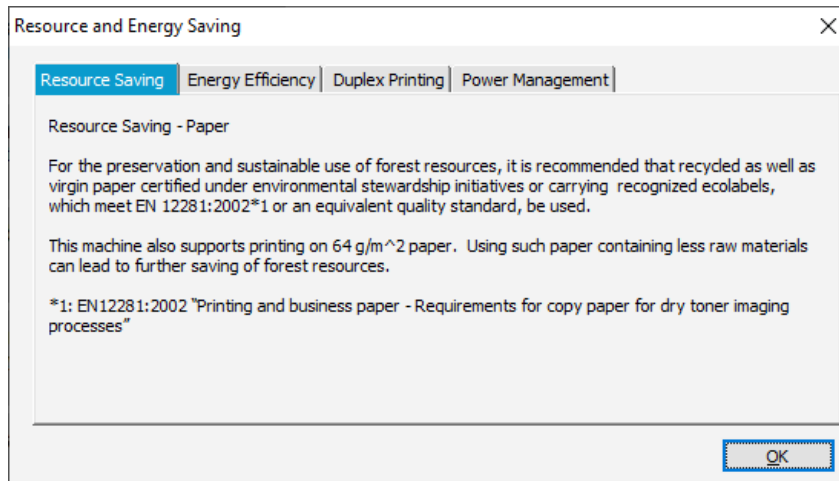 Resource and Energy Saving
Resource Saving
Energy Efficiency
Duplex Printing
Power Management
Resource Saving - Paper
For the preservation and sustainable use of forest resources, it is recommended that recycled as well as
virgin paper certified under environmental stewardship initiatives or carrying  recognized ecolabels,
which meet EN 12281:2002*1 or an equivalent quality standard, be used.
This machine also supports printing on 64 g/m^2 paper.  Using such paper containing less raw materials
can lead to further saving of forest resources.
*1: EN12281:2002 “Printing and business paper - Requirements for copy paper for dry toner imaging
processes”
OK